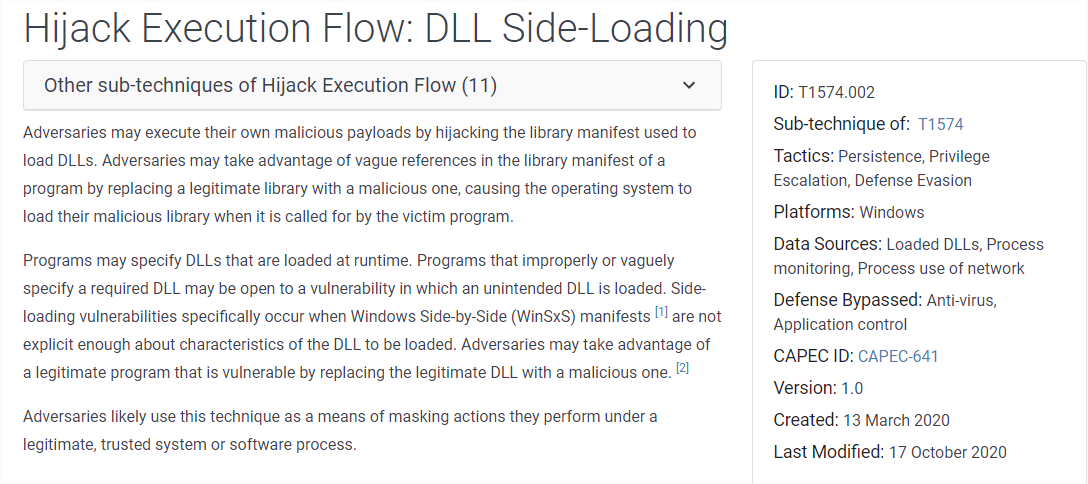 Hijack Execution Flow: DLL Side-Loading
Other sub-techniques of Hijack Execution Flow (11)
Adversaries may execute their own malicious payloads by hijacking the library manifest used to
load DLLs. Adversaries may take advantage of vague references in the library manifest of a
program by replacing a legitimate library with a malicious one, causing the operating system to
load their malicious library when it is called for by the victim program.
Programs may specify DLLs that are loaded at runtime. Programs that improperly or vaguely
specify a required DLL may be open to a vulnerability in which an unintended DLL is loaded. Side-
loading vulnerabilities specifically occur when Windows Side-by-Side (WinSxS) manifests [1] are not
explicit enough about characteristics of the DLL to be loaded. Adversaries may take advantage of
a legitimate program that is vulnerable by replacing the legitimate DLL with a malicious one. [2]
Adversaries likely use this technique as a means of masking actions they perform under a
legitimate, trusted system or software process.
ID: T1574.002
Sub-technique of: T1574
Tactics: Persistence, Privilege
Escalation, Defense Evasion
Platforms: Windows
Data Sources: Loaded DLLs, Process
monitoring, Process use of network
Defense Bypassed: Anti-virus,
Application control
CAPEC ID: CAPEC-641
Version: 1.0
Created: 13 March 2020
Last Modified: 17 October 2020